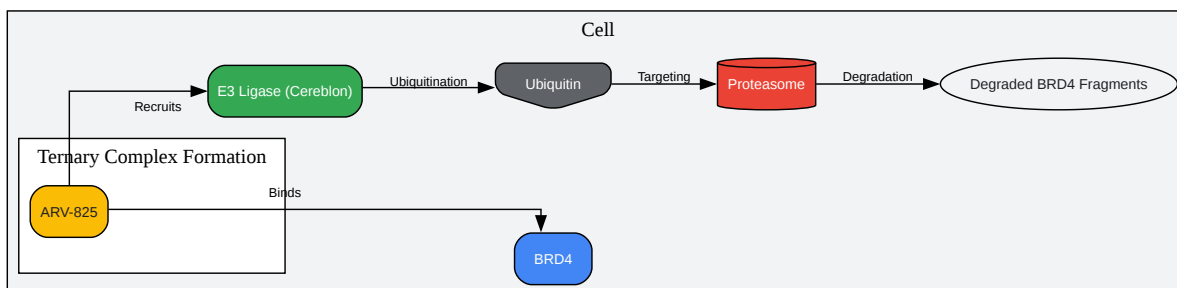 Cell
E3 Ligase (Cereblon)
Ubiquitination
Ubiquitin
Targeting
Proteasome
Degradation
Degraded BRD4 Fragments
Recruits
Ternary Complex Formation
ARV-825
Binds
BRD4